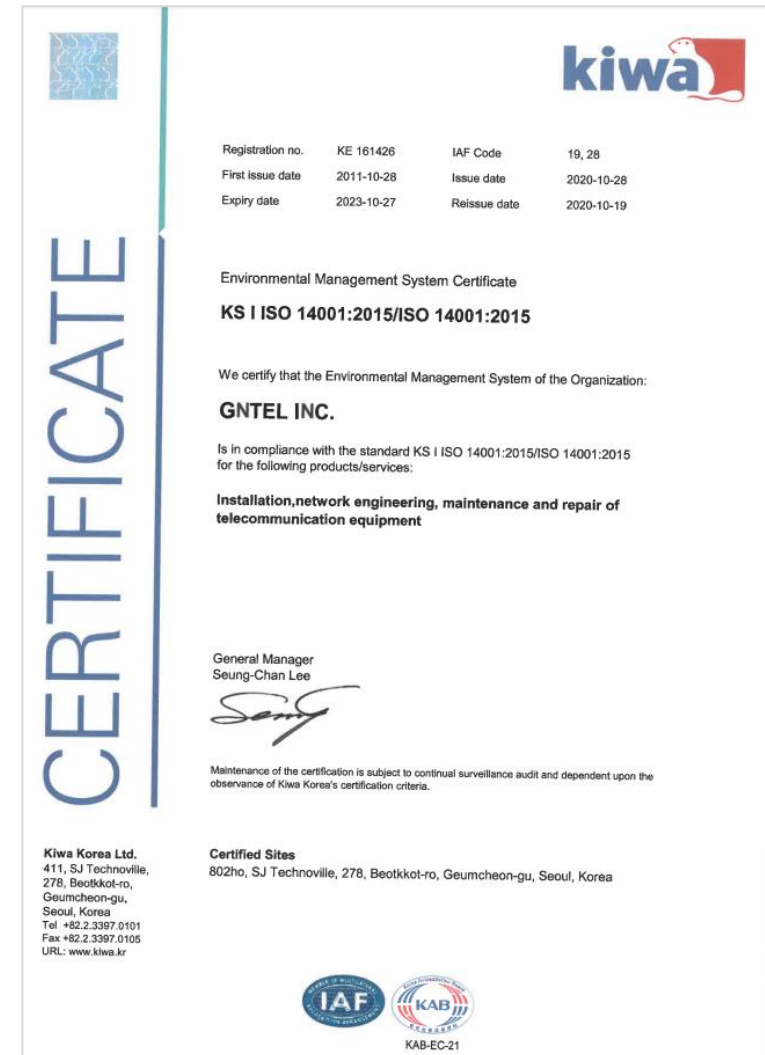 kiwa
Registration no. KE 161426 IAF Code 19, 28
First issue date 2011-10-28 Issue date 2020-10-28
Expiry date 2023-10-27 Reissue date 2020-10-19
CERTIFICATE
Environmental Management System Certificate
KS I ISO 14001:2015/ISO 14001:2015
We certify that the Environmental Management System of the Organization:
GNTEL INC.
Is in compliance with the standard KS I ISO 14001:2015/ISO 14001:2015
for the following products/services:
Installation,network engineering, maintenance and repair of
telecommunication equipment
General Manager
Seung-Chan Lee
Maintenance of the certification is subject to continual surveillance audit and dependent upon the
observance of Kiwa Korea's certification criteria.
Kiwa Korea Ltd.
411, SJ Technoville,
278, Beotkkot-ro,
Geumcheon-gu,
Seoul, Korea
Tel +82.2.3397.0101
Fax +82.2.3397.0105
URL: www.kiwa.kr
Certified Sites
802ho, SJ Technoville, 278, Beotkkot-ro, Geumcheon-gu, Seoul, Korea
MEMBER OF MULTILATERAL
RECOGNITION ARRANGEMENT
IAF
KAB
KAB-EC-21